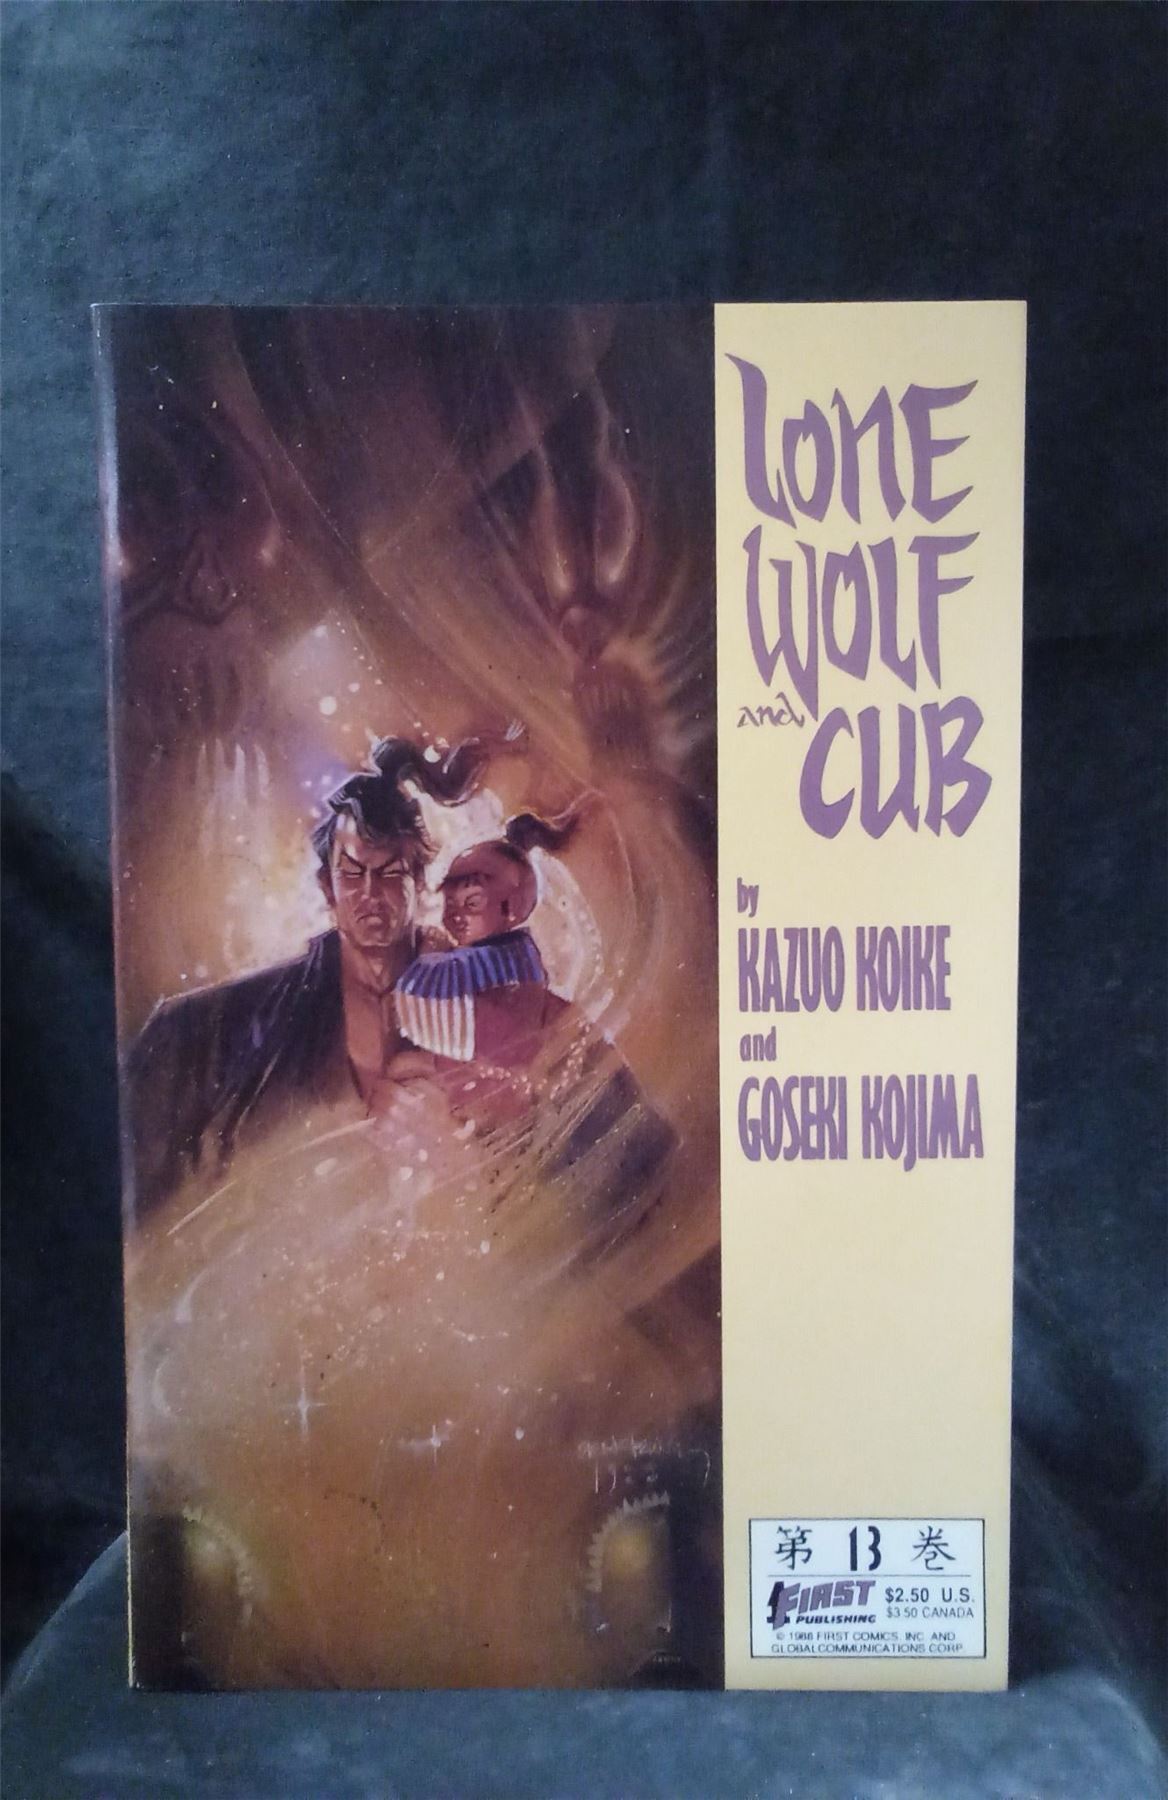 LONE
WOLF
and
CUB
by
KAZUO KOIKE
and
GOSEKI KOJIMA
第 13 巻
1FIRST
PUBLISHING
$2.50 U.S.
$3.50 CANADA
© 1988 FIRST COMICS, INC. AND
GLOBAL COMMUNICATIONS CORP.